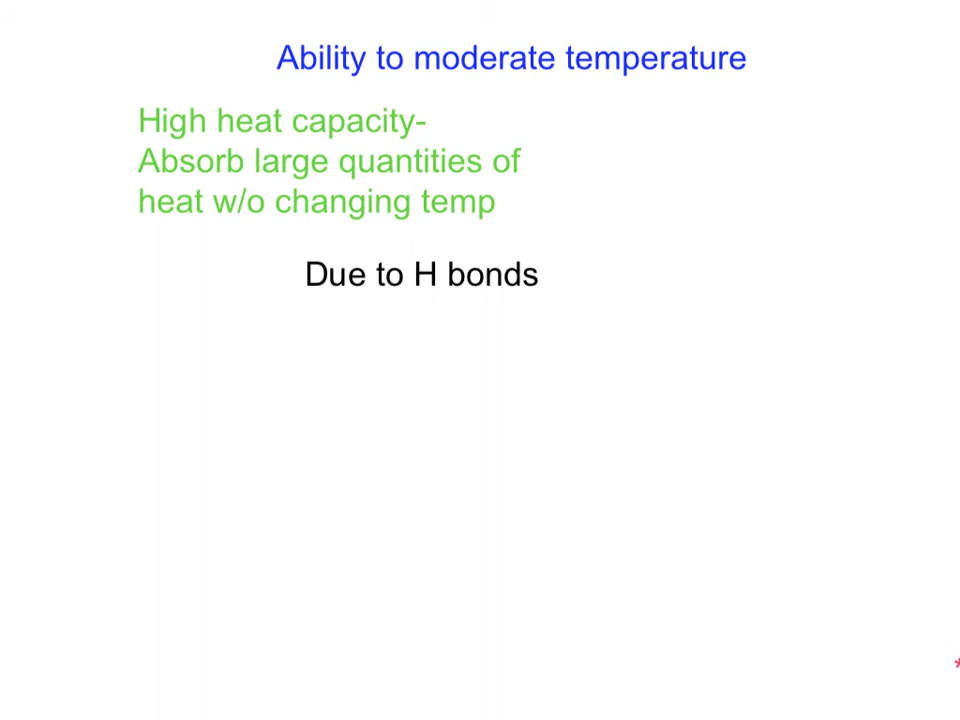 Ability to moderate temperature
High heat capacity-
Absorb large quantities of
heat w/o changing temp
Due to H bonds
*